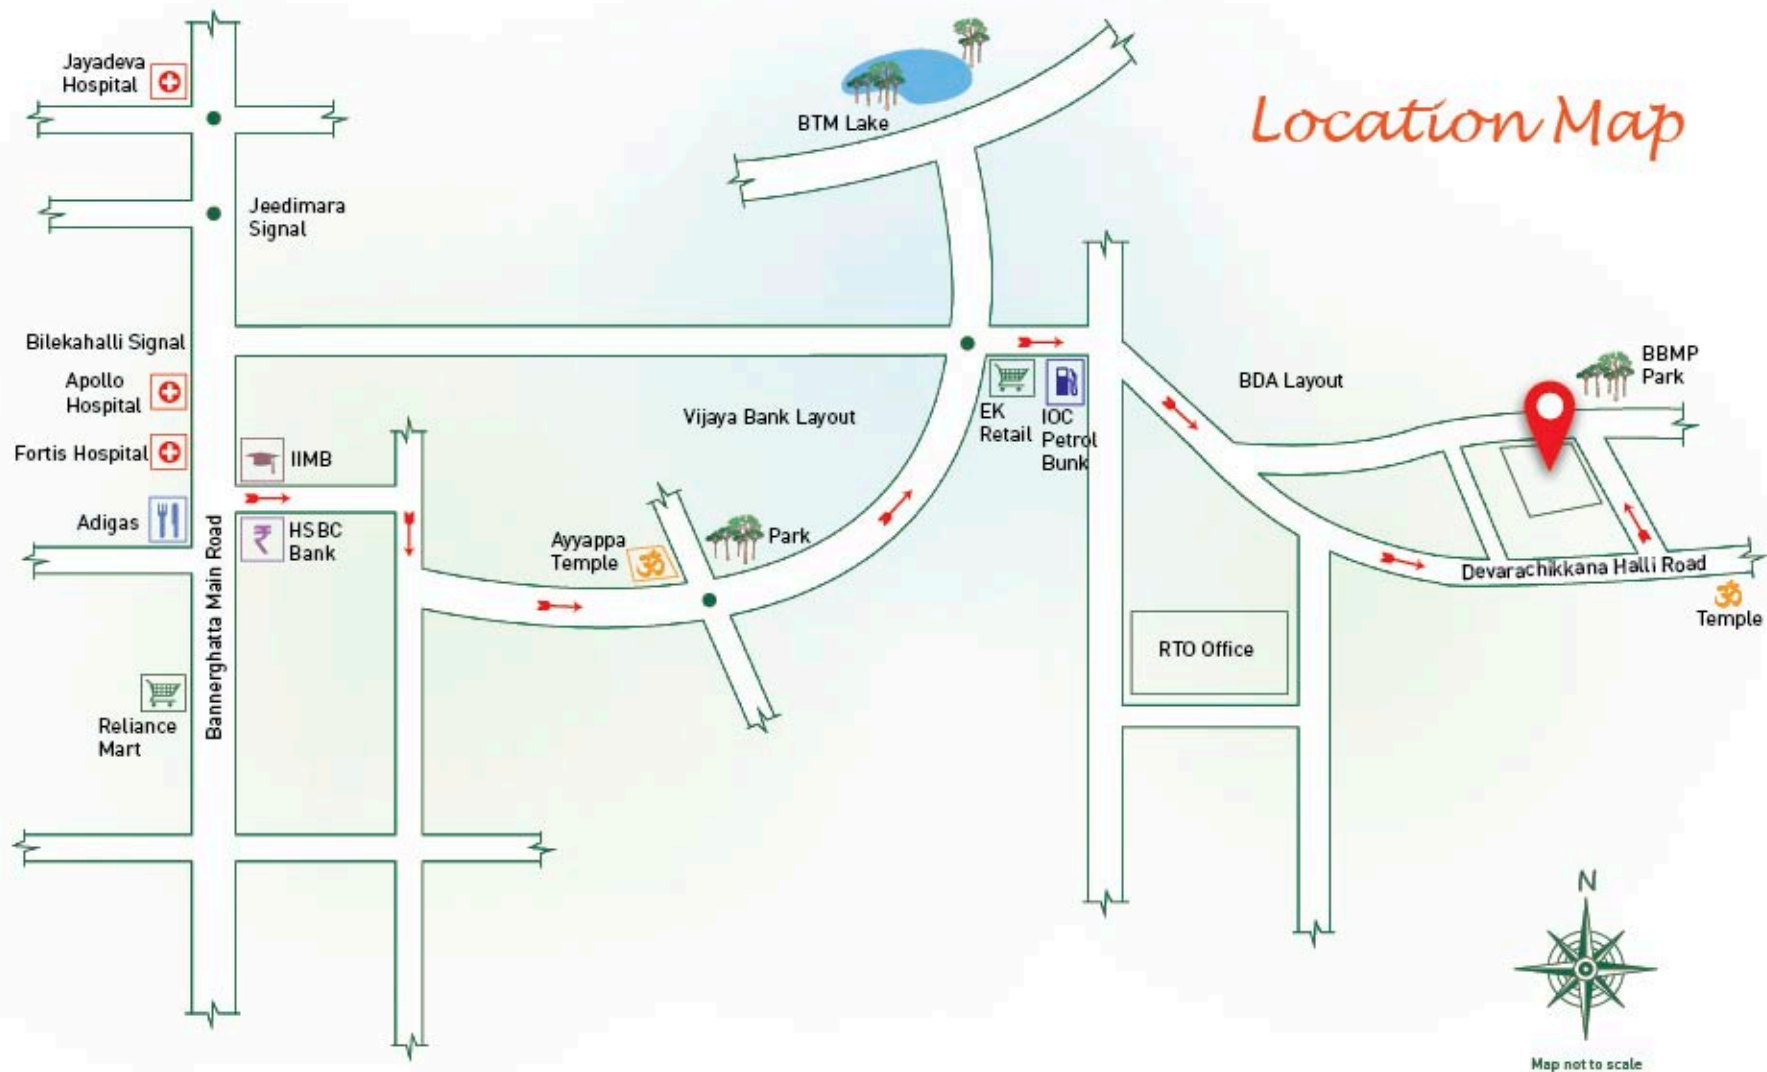 Location Map
Jayadeva
Hospital
BTM Lake
Jeedimara
Signal
Bilekahalli Signal
Apollo
Hospital
Fortis Hospital
IIMB
Adigas
HSBC
Bank
Bannerghatta Main Road
Reliance
Mart
Vijaya Bank Layout
Ayyappa
Temple
ॐ
Park
EK
Retail
IOC
Petrol
Bunk
BDA Layout
BBMP
Park
Devarachikkana Halli Road
ॐ
Temple
RTO Office
N
Map not to scale